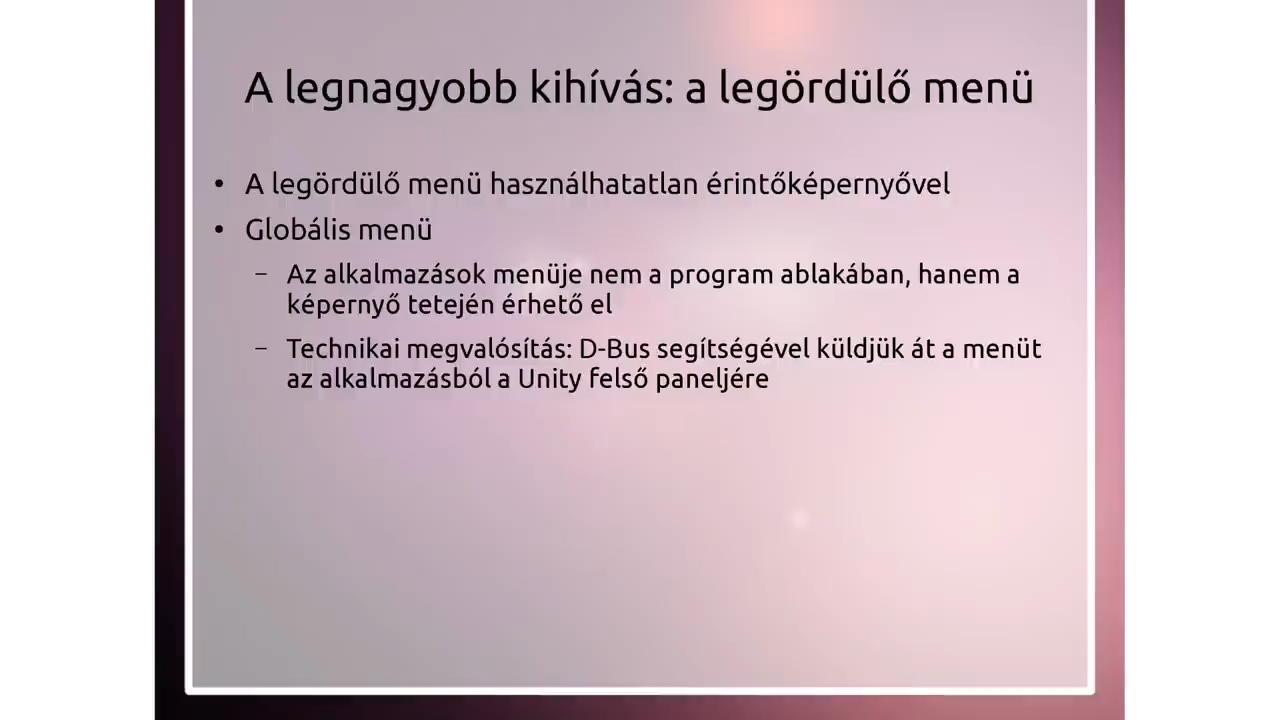 A legnagyobb kihívás: a legördülő menü
• A legördülő menü használhatatlan érintőképernyővel
• Globális menü
– Az alkalmazások menüje nem a program ablakában, hanem a
képernyő tetején érhető el
– Technikai megvalósítás: D-Bus segítségével küldjük át a menüt
az alkalmazásból a Unity felső paneljére